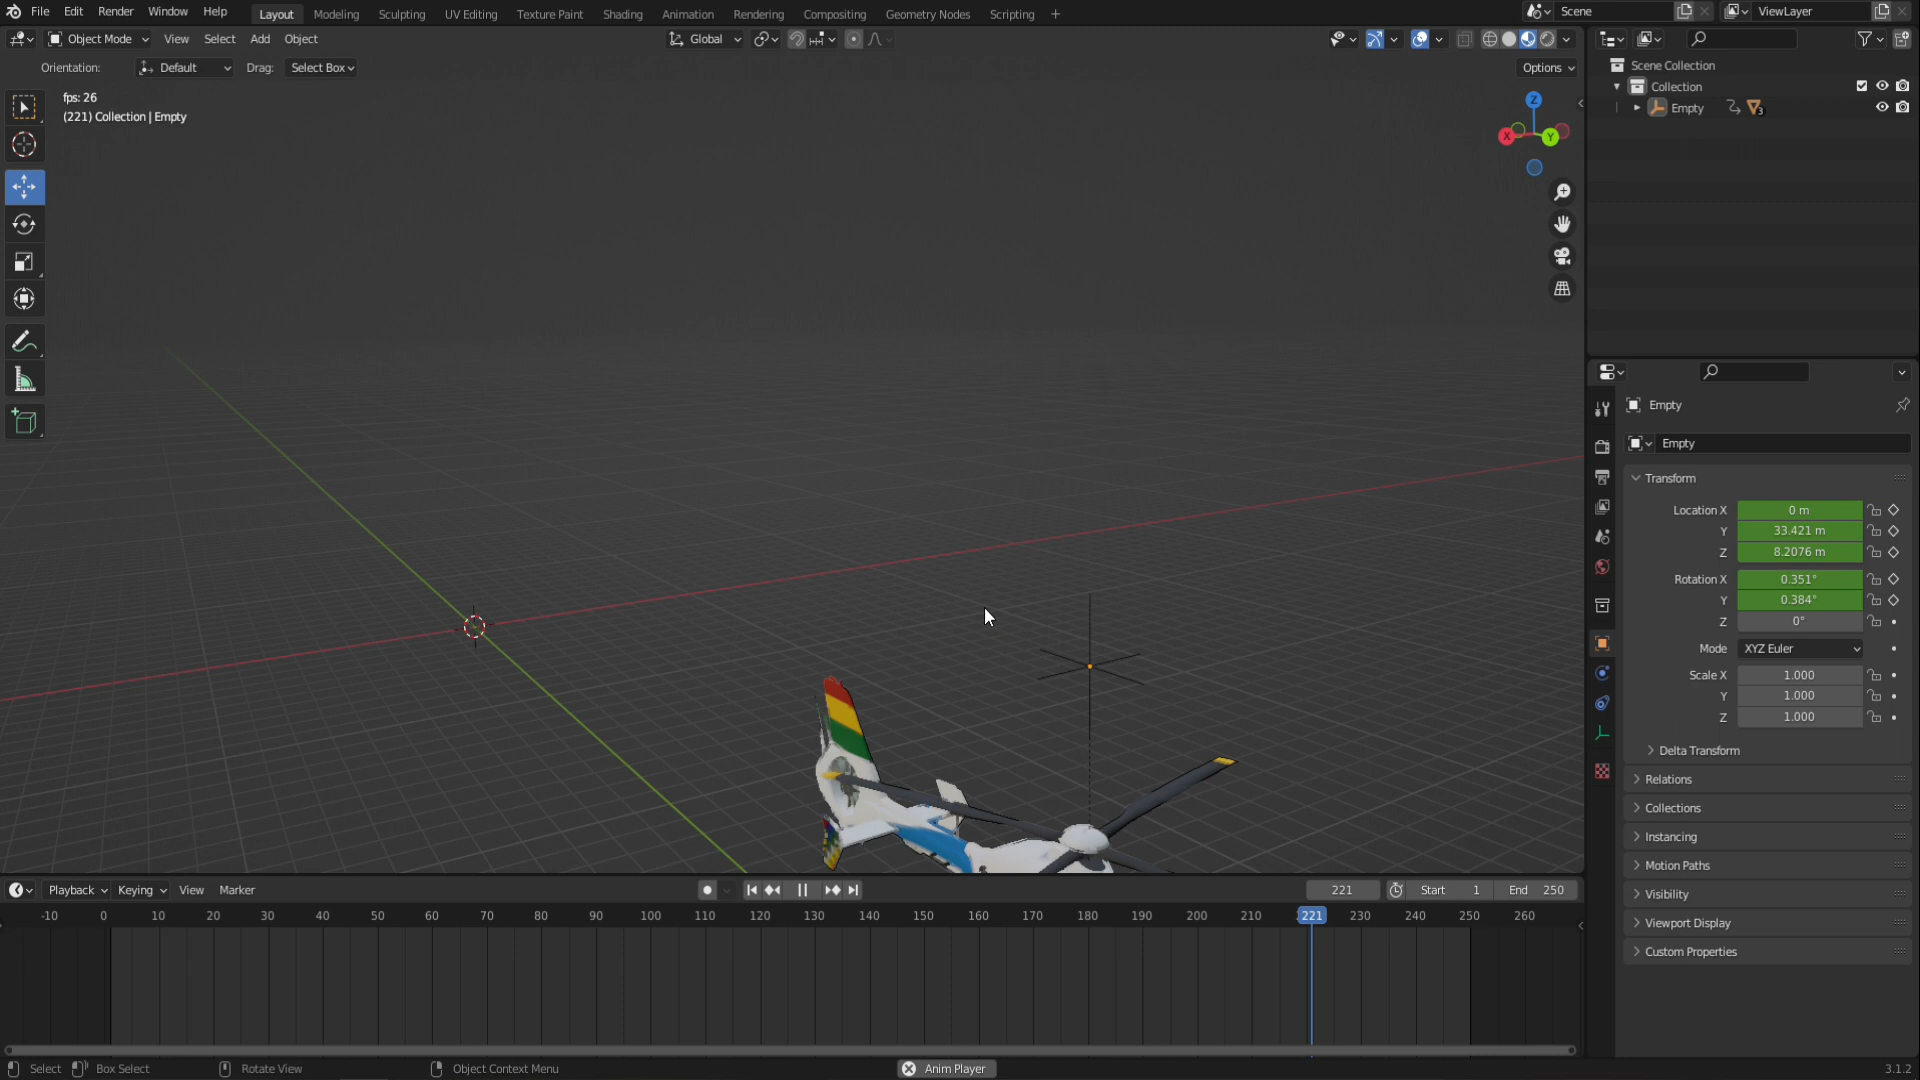 File Edit Render Window Help
Layout Modeling Sculpting UV Editing Texture Paint Shading Animation Rendering Compositing Geometry Nodes Scripting +
Scene
ViewLayer
Object Mode View Select Add Object
Global
Orientation: Default Drag: Select Box
Options
fps: 26
(221) Collection | Empty
Z
X
Y
Scene Collection
Collection
Empty
3
Empty
Empty
Transform
Location X 0 m
Y 33.421 m
Z 8.2076 m
Rotation X 0.351°
Y 0.384°
Z 0°
Mode XYZ Euler
Scale X 1.000
Y 1.000
Z 1.000
Delta Transform
Relations
Collections
Instancing
Motion Paths
Visibility
Viewport Display
Custom Properties
Playback Keying View Marker
221 Start 1 End 250
-10 0 10 20 30 40 50 60 70 80 90 100 110 120 130 140 150 160 170 180 190 200 210 221 230 240 250 260
Select Box Select Rotate View Object Context Menu
Anim Player
3.1.2